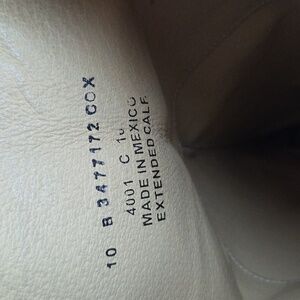 10 B 3477172 COX
4001 C 10
MADE IN MEXICO
EXTENDED CALF